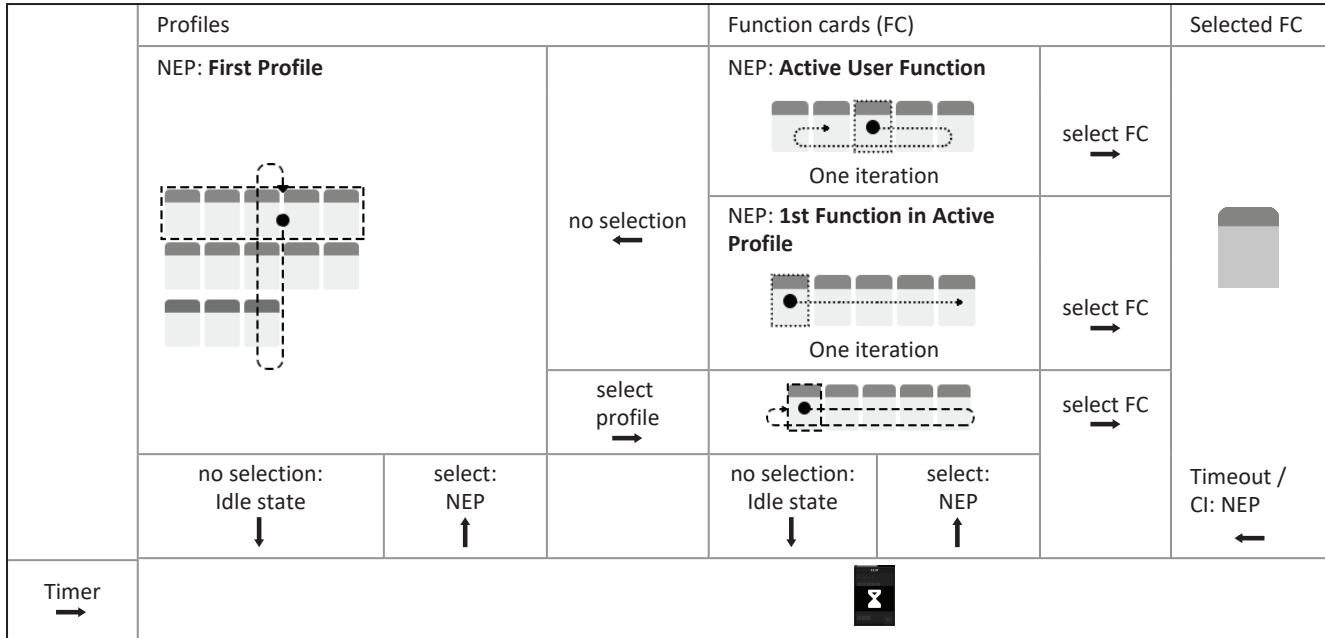 Profiles
Function cards (FC)
Selected FC
NEP: First Profile
no selection
NEP: Active User Function
One iteration
select FC
NEP: 1st Function in Active
Profile
One iteration
select FC
select
profile
select FC
no selection:
Idle state
select:
NEP
no selection:
Idle state
select:
NEP
Timeout /
CI: NEP
Timer